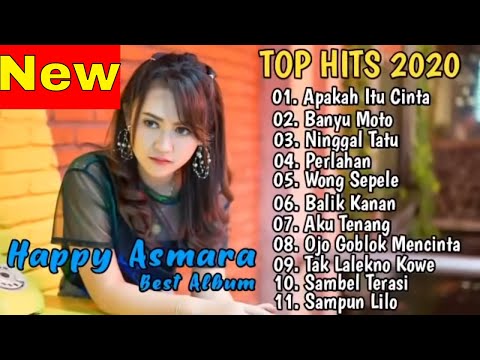 New
TOP HITS 2020
01. Apakah Itu Cinta
02. Banyu Moto
03. Ninggal Tatu
04. Perlahan
05. Wong Sepele
06. Balik Kanan
07. Aku Tenang
08. Ojo Goblok Mencinta
09. Tak Lalekno Kowe
10. Sambel Terasi
11. Sampun Lilo
Happy Asmara
Best Album